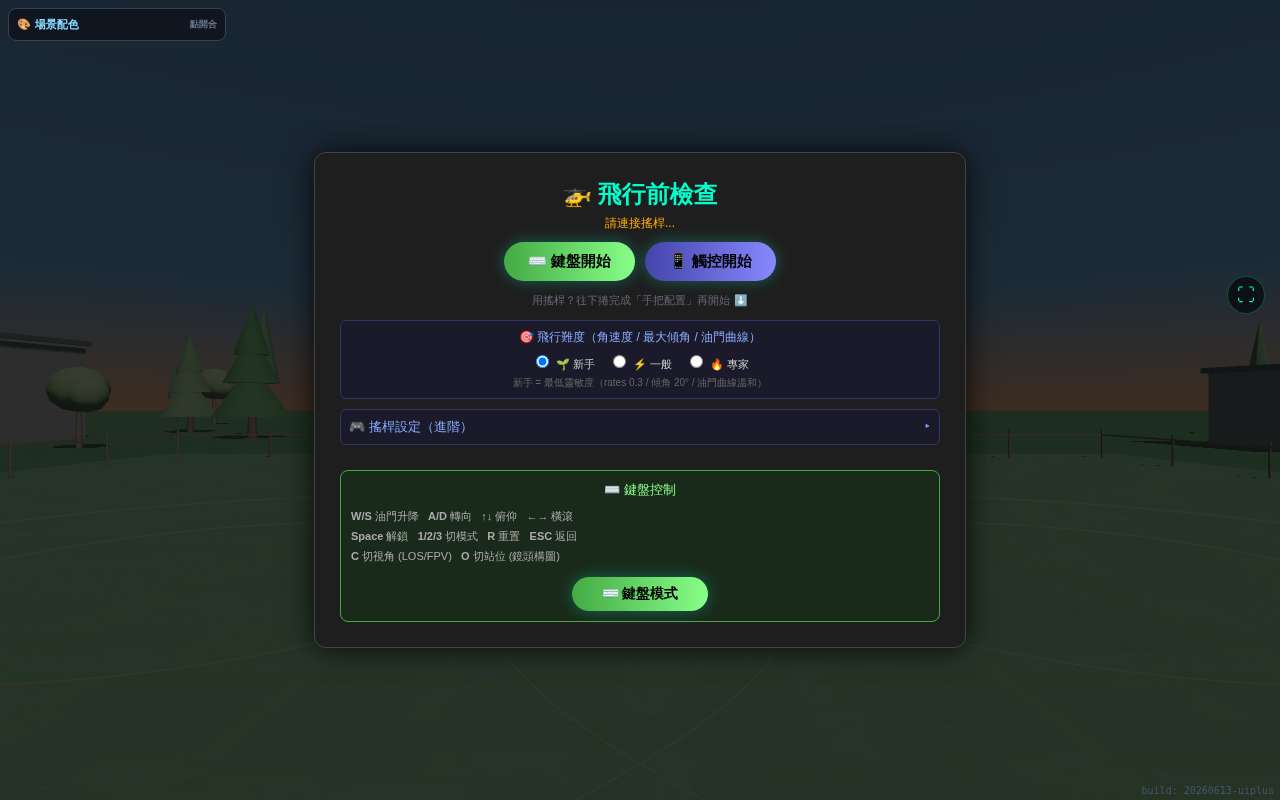 🎨 場景配色 點開合
🚁 飛行前檢查
請連接搖桿...
⌨️ 鍵盤開始 📱 觸控開始
用搖桿？往下捲完成「手把配置」再開始 ⬇️
🎯 飛行難度（角速度 / 最大傾角 / 油門曲線）
🌱 新手 ⚡ 一般 🔥 專家
新手 = 最低靈敏度（rates 0.3 / 傾角 20° / 油門曲線溫和）
🎮 搖桿設定（進階）
⌨️ 鍵盤控制
W/S 油門升降 A/D 轉向 ↑↓ 俯仰 ←→ 橫滾
Space 解鎖 1/2/3 切模式 R 重置 ESC 返回
C 切視角 (LOS/FPV) O 切站位 (鏡頭構圖)
⌨️ 鍵盤模式
build: 20260613-uiplus